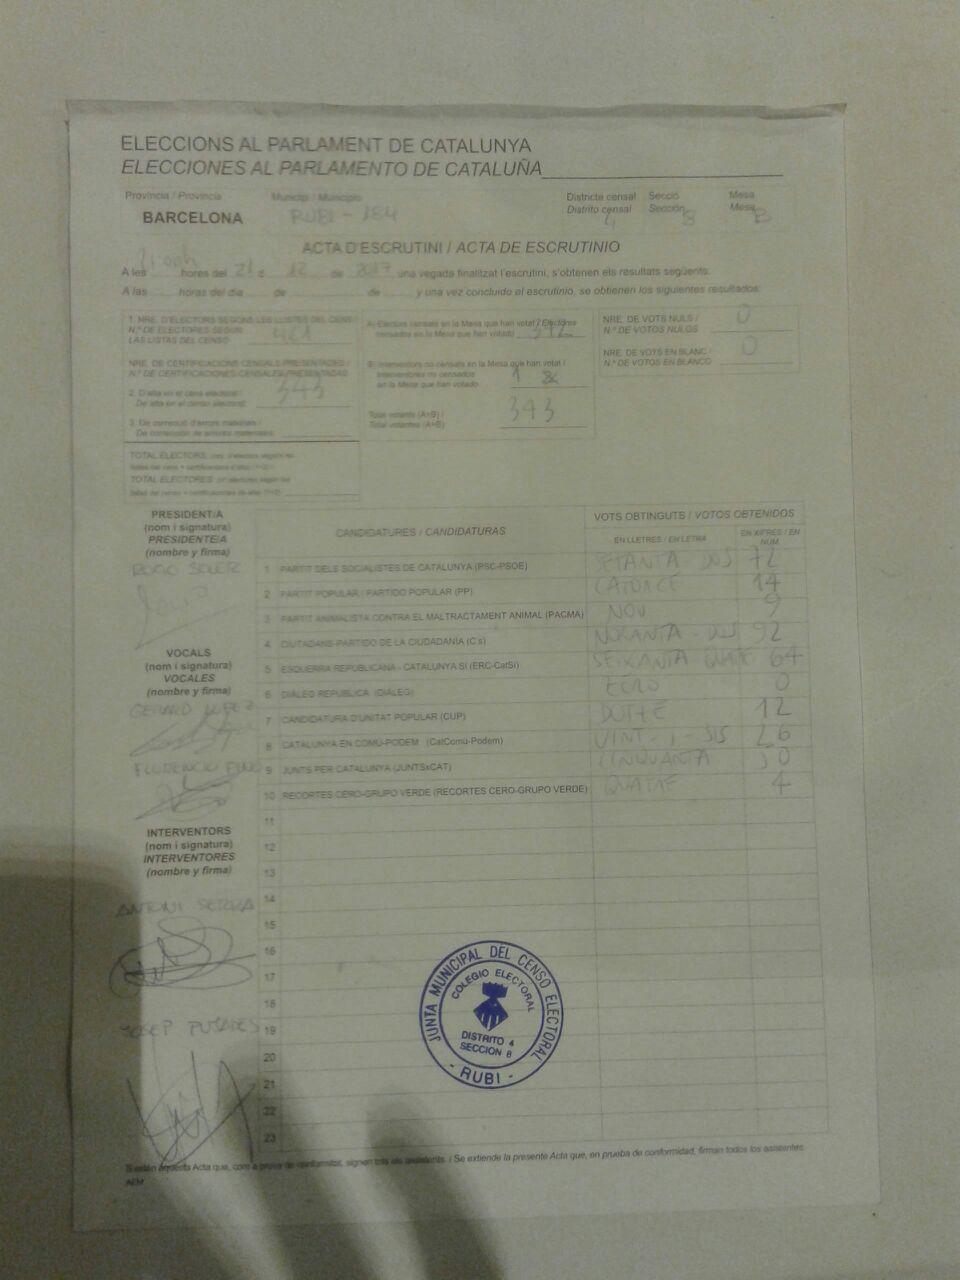 ELECCIONS AL PARLAMENT DE CATALUNYA
ELECCIONES AL PARLAMENTO DE CATALUÑA
Província / Provincia Municipi / Municipio Districte censal Secció Mesa
BARCELONA RUBI - 184 Distrito censal 4 Sección 8 Mesa B
ACTA D'ESCRUTINI / ACTA DE ESCRUTINIO
A les hores del 21 d 12 de 2017 una vegada finalitzat l'escrutini, s'obtenen els resultats següents:
A las horas del día de de y una vez concluido el escrutinio, se obtienen los siguientes resultados:
1. NRE. D'ELECTORS SEGONS LES LLISTES DEL CENS /
N.º DE ELECTORES SEGÚN
LAS LISTAS DEL CENSO 461
NRE. DE CERTIFICACIONS CENSALS PRESENTADES /
N.º DE CERTIFICACIONES CENSALES PRESENTADAS
2. D'alta en el cens electoral /
De alta en el censo electoral: 343
3. De correcció d'errors materials /
De corrección de errores materiales:
TOTAL ELECTORS
TOTAL ELECTORES
A) Electors censats en la Mesa que han votat / Electores
censados en la Mesa que han votado 342
B) Interventors no censats en la Mesa que han votat /
Interventores no censados
en la Mesa que han votado 1
Total votants (A+B) /
Total votantes (A+B) 343
NRE. DE VOTS NULS /
N.º DE VOTOS NULOS 0
NRE. DE VOTS EN BLANC /
N.º DE VOTOS EN BLANCO 0
PRESIDENT/A
(nom i signatura)
PRESIDENTE/A
(nombre y firma)
SOLER
VOCALS
(nom i signatura)
VOCALES
(nombre y firma)
GERARD LOPEZ
FLORENCIO
INTERVENTORS
(nom i signatura)
INTERVENTORES
(nombre y firma)
ANTONI SERRA
JOSEP
CANDIDATURES / CANDIDATURAS VOTS OBTINGUTS / VOTOS OBTENIDOS
EN LLETRES / EN LETRA EN XIFRES / EN NUM.
1 PARTIT DELS SOCIALISTES DE CATALUNYA (PSC-PSOE) SETANTA - DOS 72
2 PARTIT POPULAR / PARTIDO POPULAR (PP) CATORCE 14
3 PARTIT ANIMALISTA CONTRA EL MALTRACTAMENT ANIMAL (PACMA) NOU 9
4 CIUTADANS-PARTIDO DE LA CIUDADANÍA (C's) NORANTA - DOS 92
5 ESQUERRA REPUBLICANA - CATALUNYA SÍ (ERC-CatSí) SEIXANTA QUATE 64
6 DIÀLEG REPÚBLICA (DIÀLEG) ZERO 0
7 CANDIDATURA D'UNITAT POPULAR (CUP) DOTZE 12
8 CATALUNYA EN COMÚ-PODEM (CatComú-Podem) VINT - I - SIS 26
9 JUNTS PER CATALUNYA (JUNTSxCAT) CINQUANTA 50
10 RECORTES CERO-GRUPO VERDE (RECORTES CERO-GRUPO VERDE) QUATRE 4
11
12
13
14
15
16
17
18
19
20
21
22
23
JUNTA MUNICIPAL DEL CENSO ELECTORAL
COLEGIO ELECTORAL
DISTRITO 4
SECCION 8
- RUBI -
S'estén aquesta Acta que, com a prova de conformitat, signen tots els assistents. / Se extiende la presente Acta que, en prueba de conformidad, firman todos los asistentes.